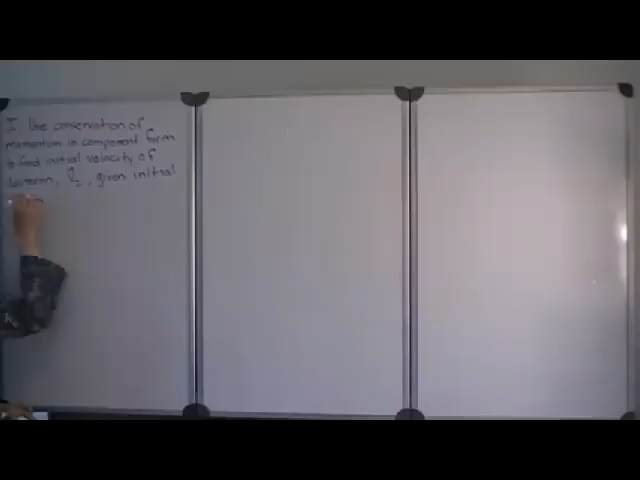 I Use conservation of
momentum in component form
to find initial velocity of
, given initial